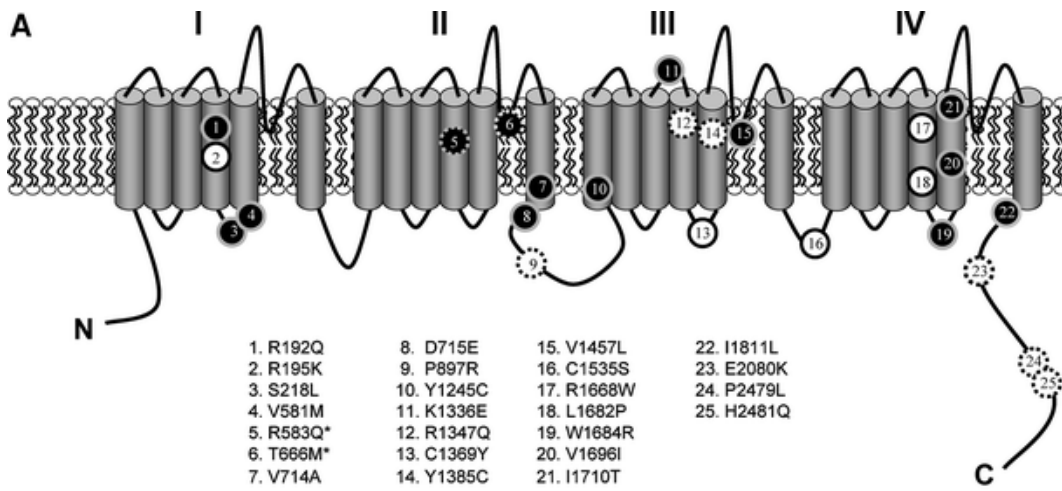 A
I II III IV
1 2 3 4 5 6 7 8 9 10 11 12 13 14 15 16 17 18 19 20 21 22 23 24 25
N
C
1. R192Q
2. R195K
3. S218L
4. V581M
5. R583Q*
6. T666M*
7. V714A
8. D715E
9. P897R
10. Y1245C
11. K1336E
12. R1347Q
13. C1369Y
14. Y1385C
15. V1457L
16. C1535S
17. R1668W
18. L1682P
19. W1684R
20. V1696I
21. I1710T
22. I1811L
23. E2080K
24. P2479L
25. H2481Q